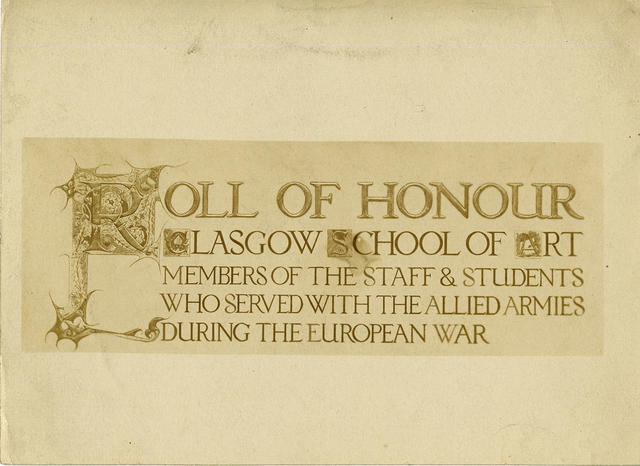 ROLL OF HONOUR
GLASGOW SCHOOL OF ART
MEMBERS OF THE STAFF & STUDENTS
WHO SERVED WITH THE ALLIED ARMIES
DURING THE EUROPEAN WAR